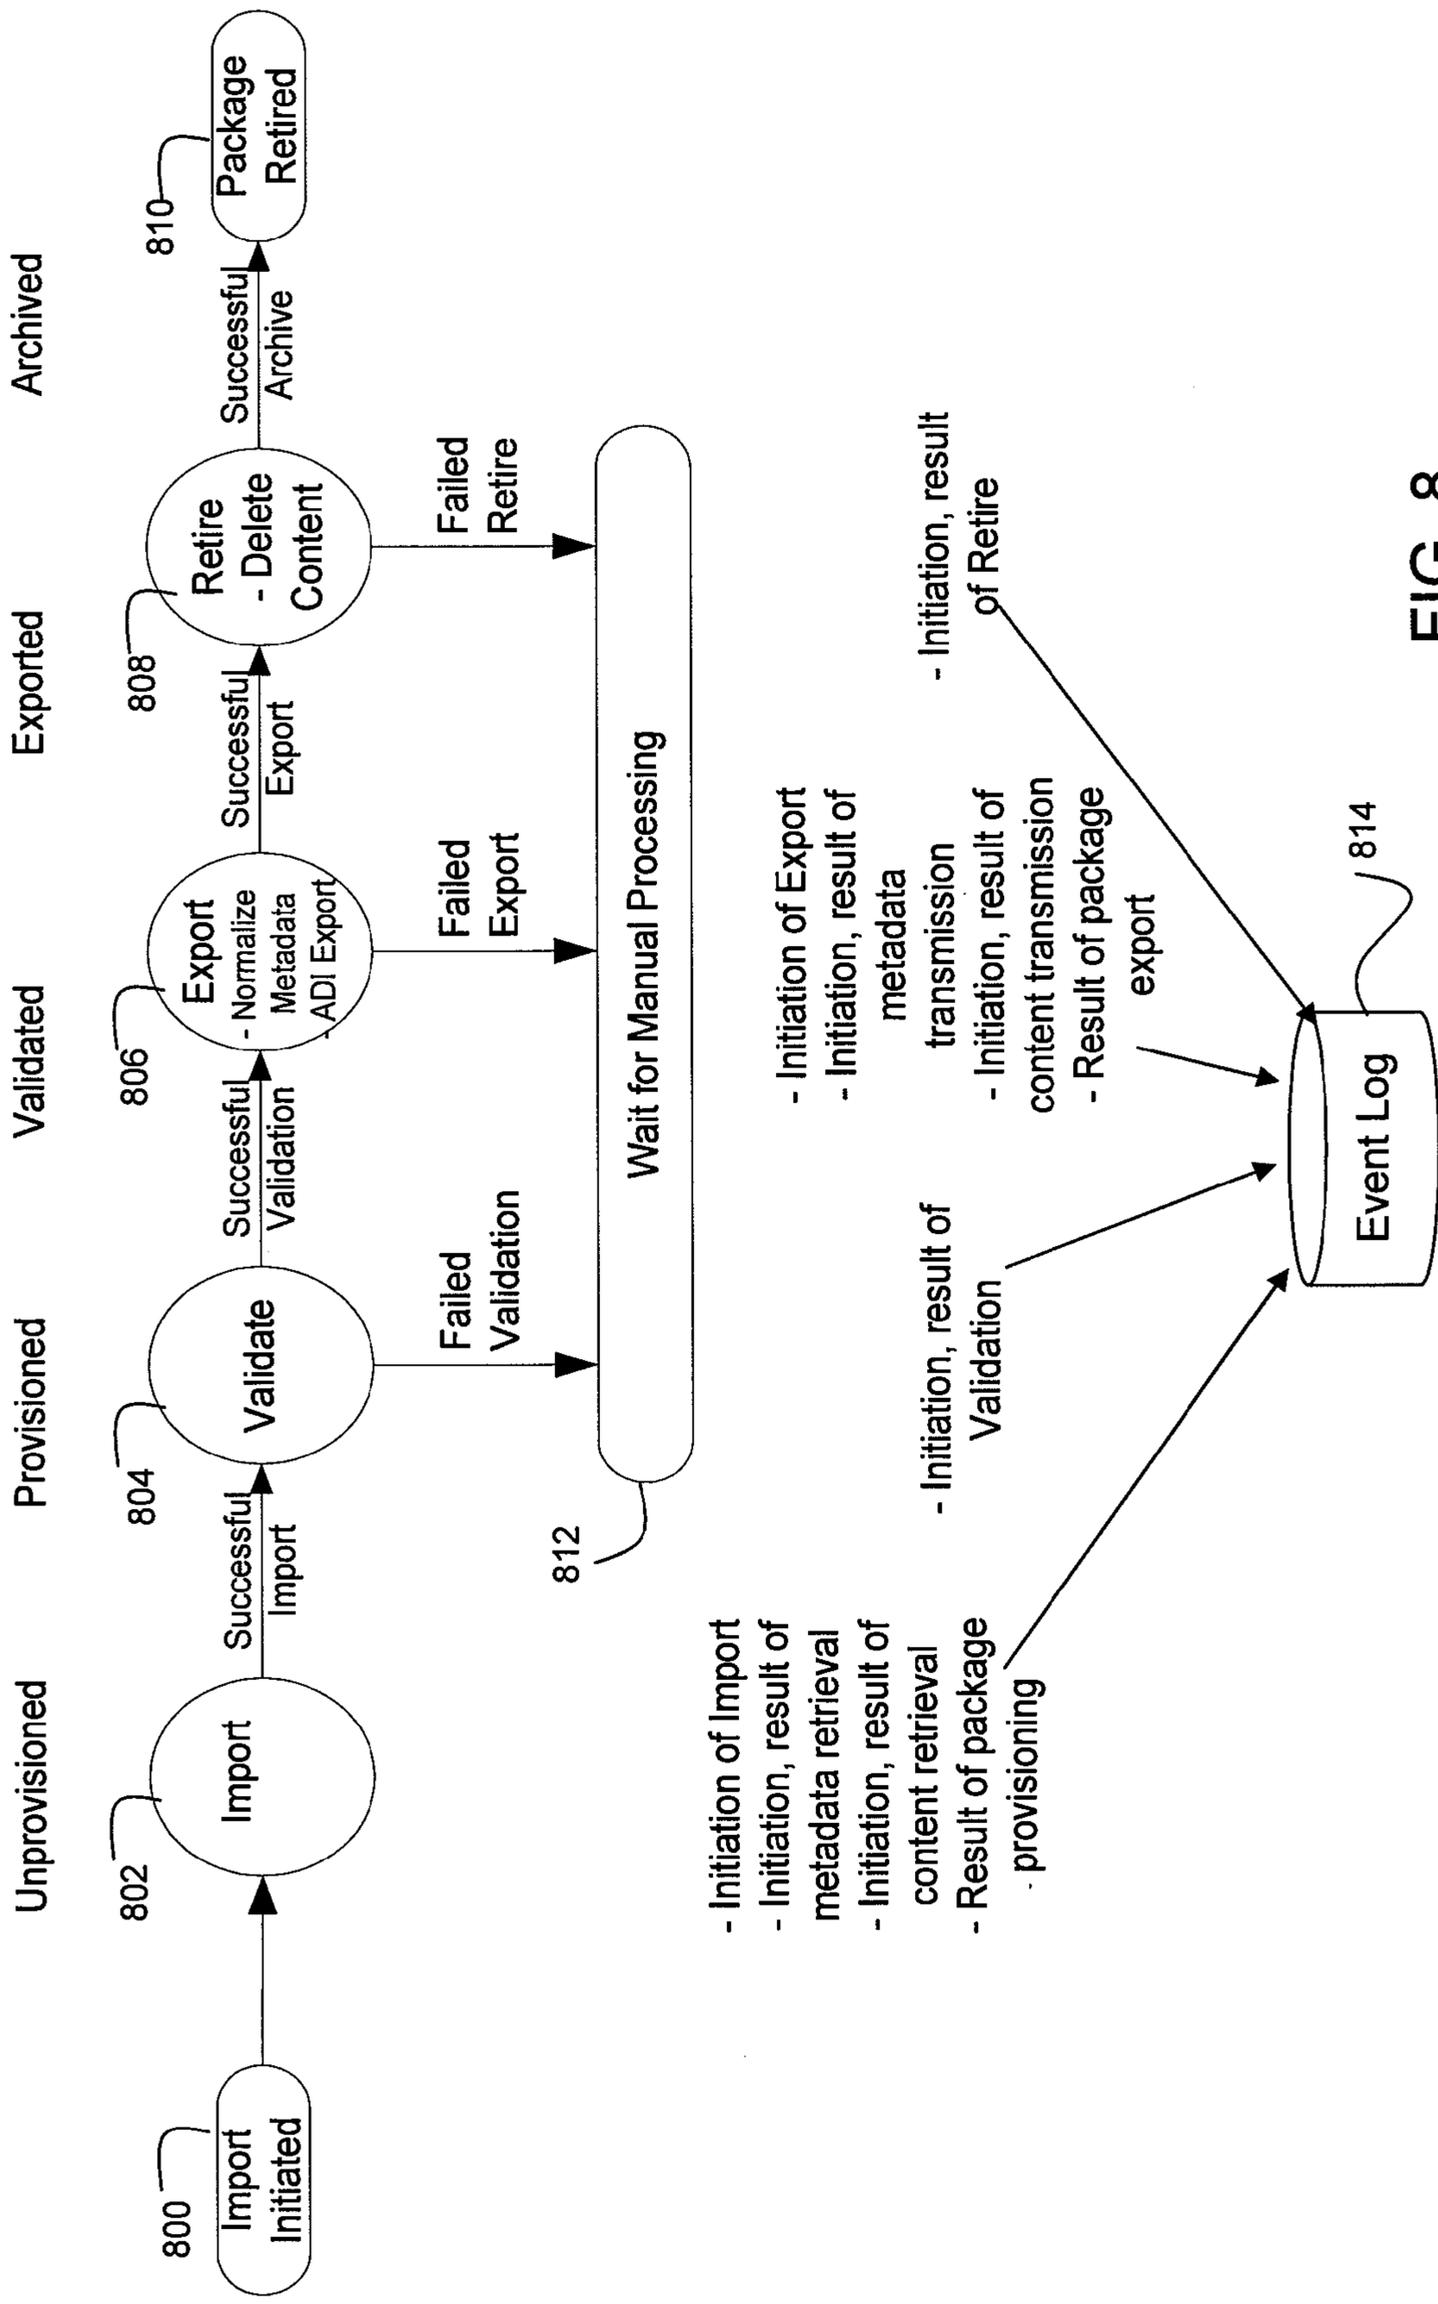 Unprovisioned
Provisioned
Validated
Exported
Archived
800
Import
Initiated
802
Import
Successful
Import
804
Validate
Successful
Validation
806
Export
- Normalize
Metadata
- ADI Export
Successful
Export
808
Retire
- Delete
Content
Successful
Archive
810
Package
Retired
Failed
Validation
Failed
Export
Failed
Retire
812
Wait for Manual Processing
- Initiation of Import
- Initiation, result of
metadata retrieval
- Initiation, result of
content retrieval
- Result of package
- provisioning
- Initiation, result of
Validation
- Initiation of Export
- Initiation, result of
metadata
transmission
- Initiation, result of
content transmission
- Result of package
export
- Initiation, result
of Retire
Event Log
814
FIG. 8